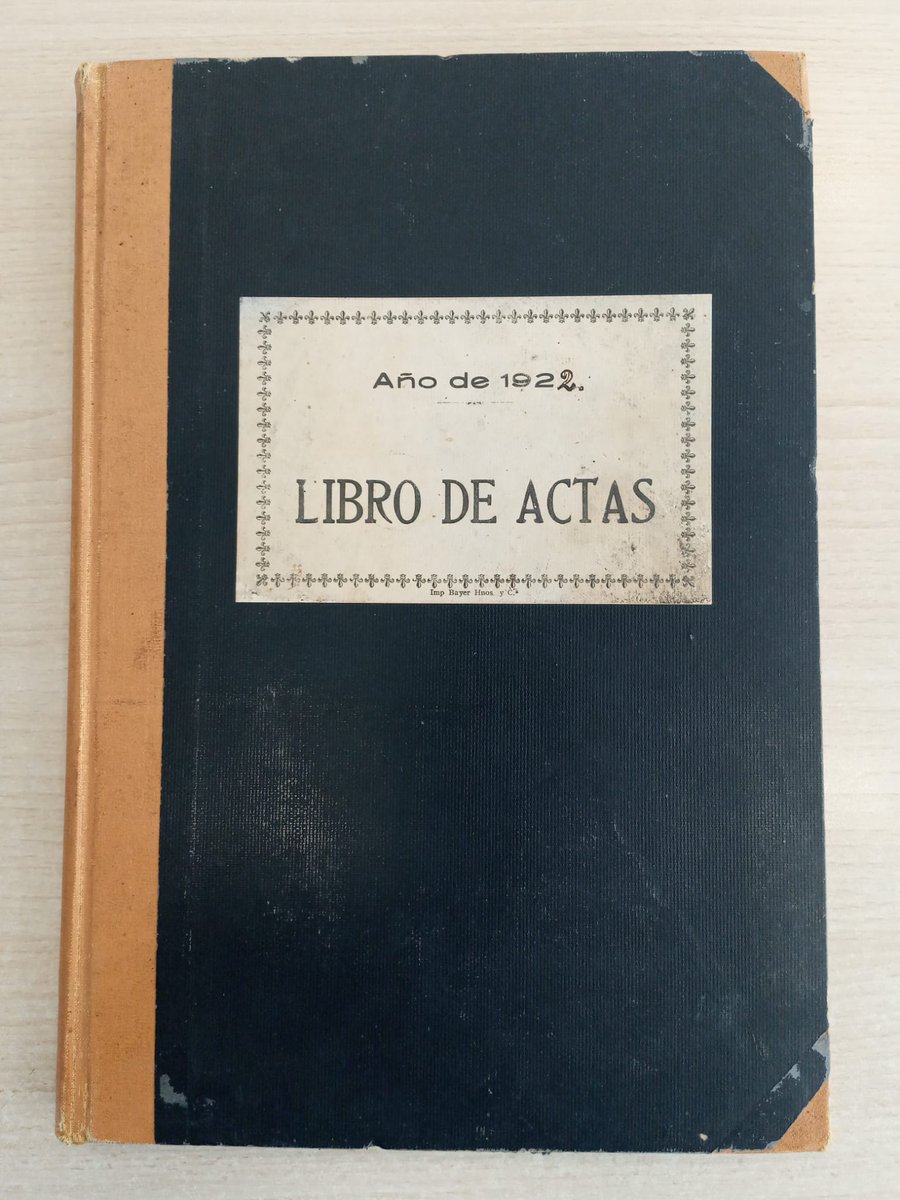 Año de 1922.
LIBRO DE ACTAS
Imp Bayer Hnos. y C.ª